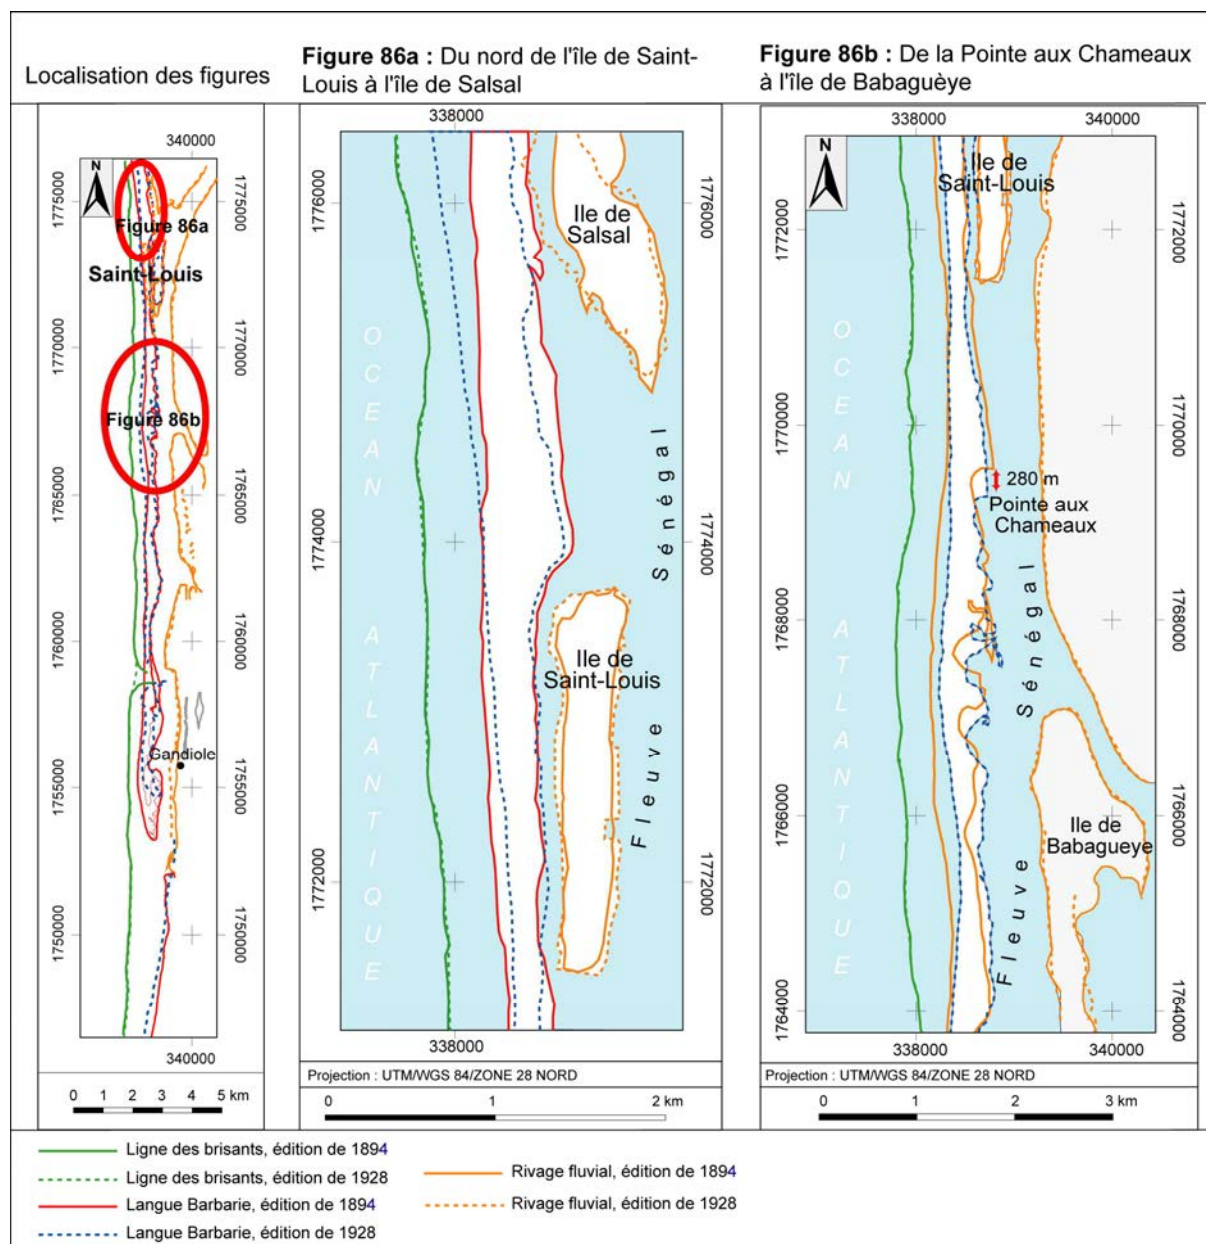 Localisation des figures
Figure 86a : Du nord de l'île de Saint-
Louis à l'île de Salsal
Figure 86b : De la Pointe aux Chameaux
à l'île de Babaguèye
340000
N
1775000
1775000
Figure 86a
Saint-Louis
1770000
1770000
Figure 86b
1765000
1765000
1760000
1760000
Gandiole
1755000
1755000
1750000
1750000
340000
0 1 2 3 4 5 km
338000
1776000
1776000
Ile de
Salsal
OCEAN
Sénégal
1774000
1774000
ATLANTIQUE
Ile de
Saint-Louis
Fleuve
1772000
1772000
338000
Projection : UTM/WGS 84/ZONE 28 NORD
0 1 2 km
338000
340000
N
Ile de
Saint-Louis
1772000
1772000
OCEAN
1770000
1770000
280 m
Pointe aux
Chameaux
Sénégal
1768000
1768000
ATLANTIQUE
1766000
1766000
Ile de
Babagueye
Fleuve
1764000
1764000
338000
340000
Projection : UTM/WGS 84/ZONE 28 NORD
0 1 2 3 km
Ligne des brisants, édition de 1894
Ligne des brisants, édition de 1928
Langue Barbarie, édition de 1894
Langue Barbarie, édition de 1928
Rivage fluvial, édition de 1894
Rivage fluvial, édition de 1928